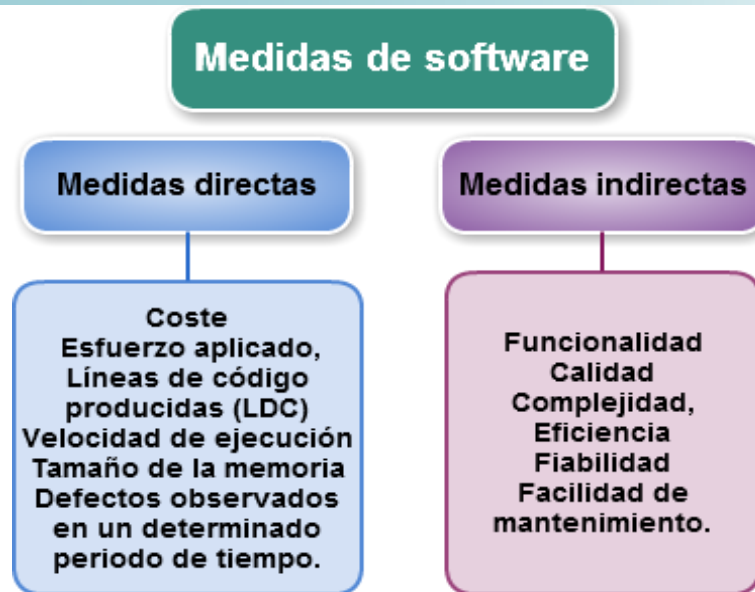 Medidas de software
Medidas directas
Medidas indirectas
Coste
Esfuerzo aplicado,
Líneas de código
producidas (LDC)
Velocidad de ejecución
Tamaño de la memoria
Defectos observados
en un determinado
periodo de tiempo.
Funcionalidad
Calidad
Complejidad,
Eficiencia
Fiabilidad
Facilidad de
mantenimiento.